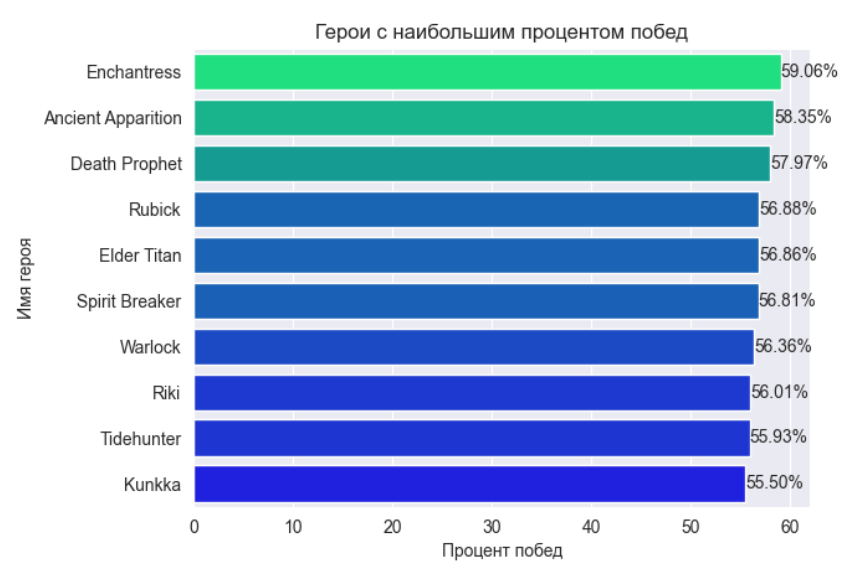 Герои с наибольшим процентом побед
Enchantress 59.06%
Ancient Apparition 58.35%
Death Prophet 57.97%
Rubick 56.88%
Elder Titan 56.86%
Spirit Breaker 56.81%
Warlock 56.36%
Riki 56.01%
Tidehunter 55.93%
Kunkka 55.50%
Имя героя
0 10 20 30 40 50 60
Процент побед